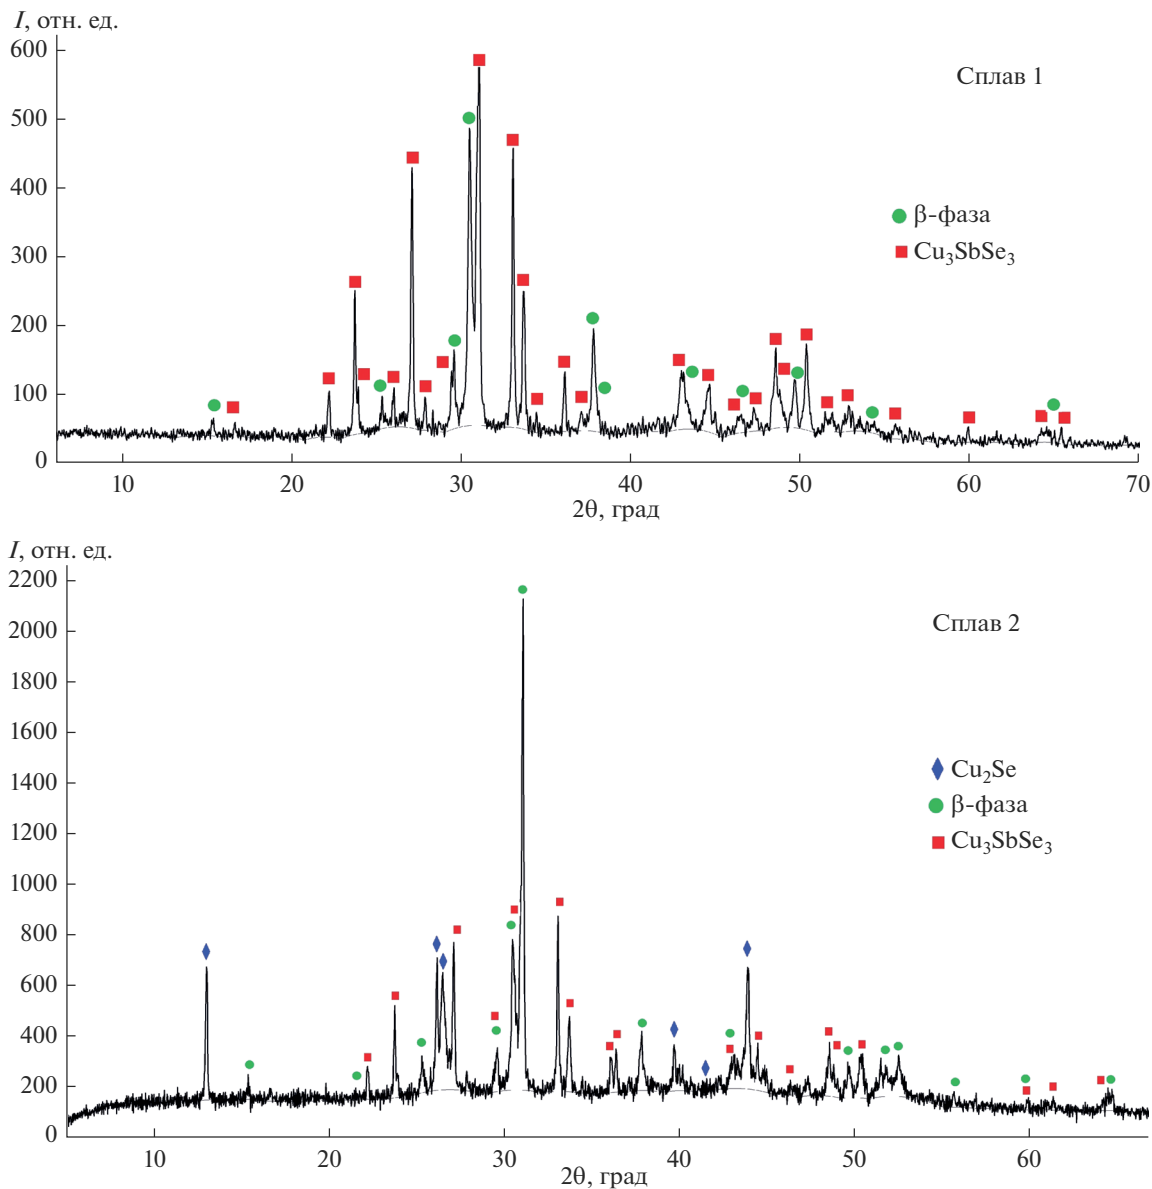 I, отн. ед.
600
Сплав 1
500
400
β-фаза
300
Cu₃SbSe₃
200
100
0
10 20 30 40 50 60 70
2θ, град
I, отн. ед.
2200
2000
Сплав 2
1800
1600
1400
Cu₂Se
1200
β-фаза
Cu₃SbSe₃
1000
800
600
400
200
0
10 20 30 40 50 60
2θ, град